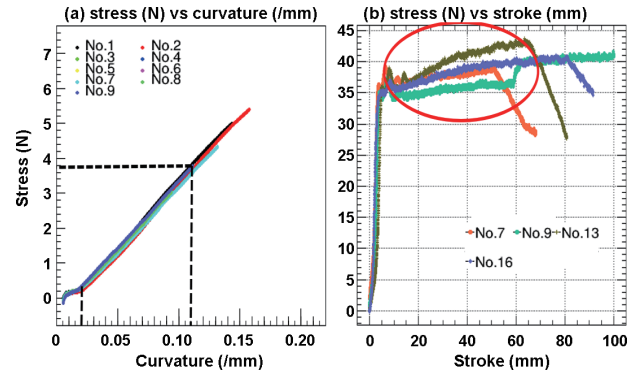 (a) stress (N) vs curvature (/mm)
No.1 No.2
No.3 No.4
No.5 No.6
No.7 No.8
No.9
Stress (N)
7
6
5
4
3
2
1
0
0.00 0.05 0.10 0.15 0.20
Curvature (/mm)
(b) stress (N) vs stroke (mm)
45
40
35
30
25
20
15
10
5
0
No.7 No.9 No.13
No.16
0 20 40 60 80 100
Stroke (mm)